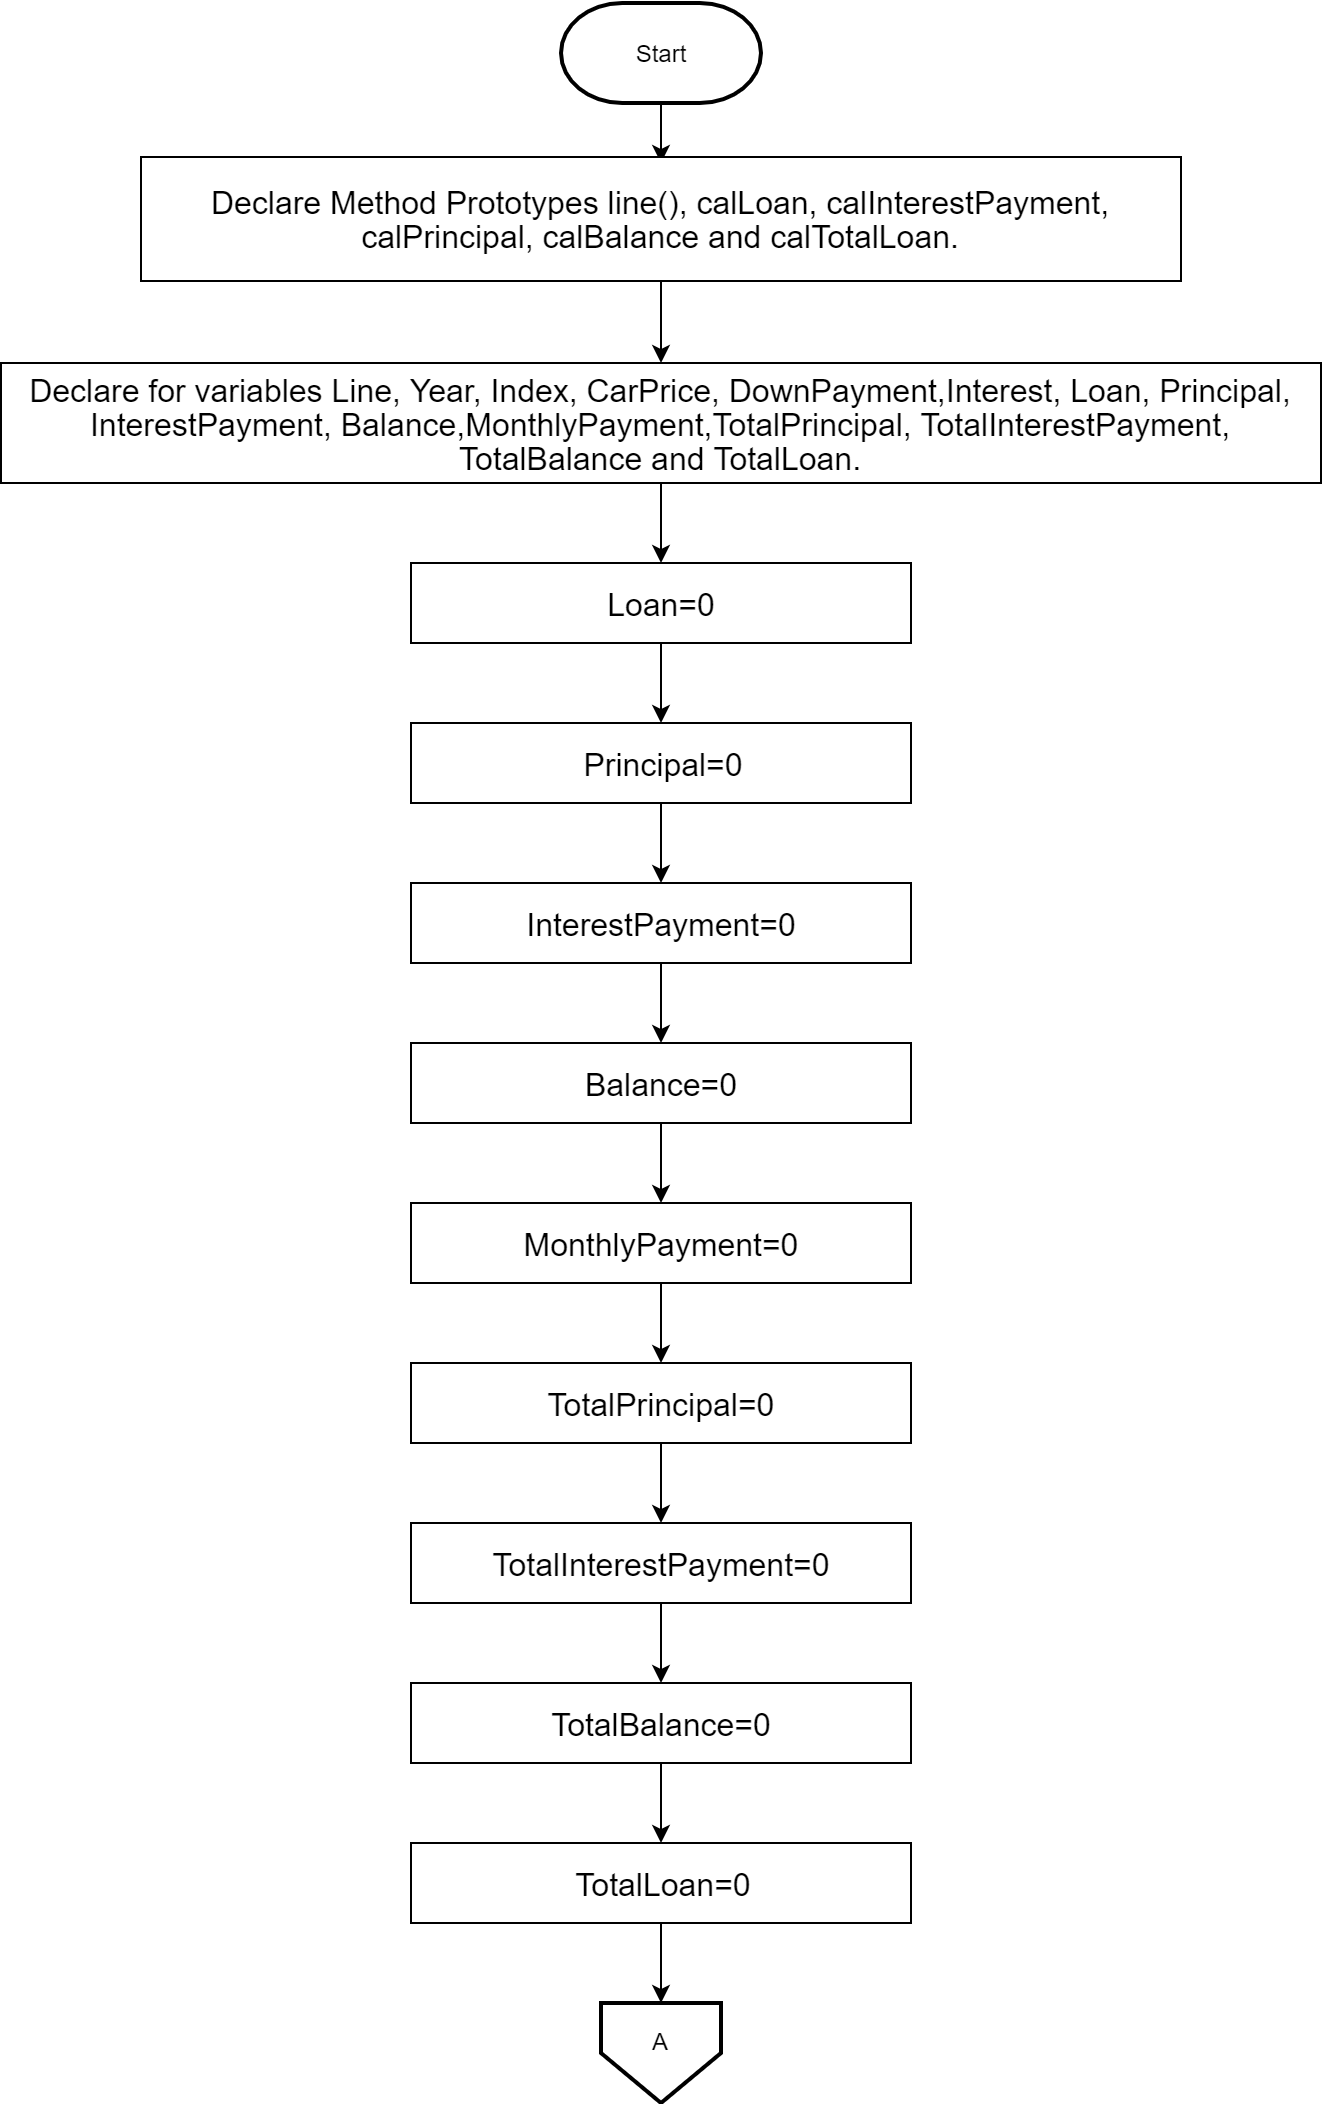 Start
Declare Method Prototypes line(), calLoan, calInterestPayment,
calPrincipal, calBalance and calTotalLoan.
Declare for variables Line, Year, Index, CarPrice, DownPayment,Interest, Loan, Principal,
InterestPayment, Balance,MonthlyPayment,TotalPrincipal, TotalInterestPayment,
TotalBalance and TotalLoan.
Loan=0
Principal=0
InterestPayment=0
Balance=0
MonthlyPayment=0
TotalPrincipal=0
TotalInterestPayment=0
TotalBalance=0
TotalLoan=0
A